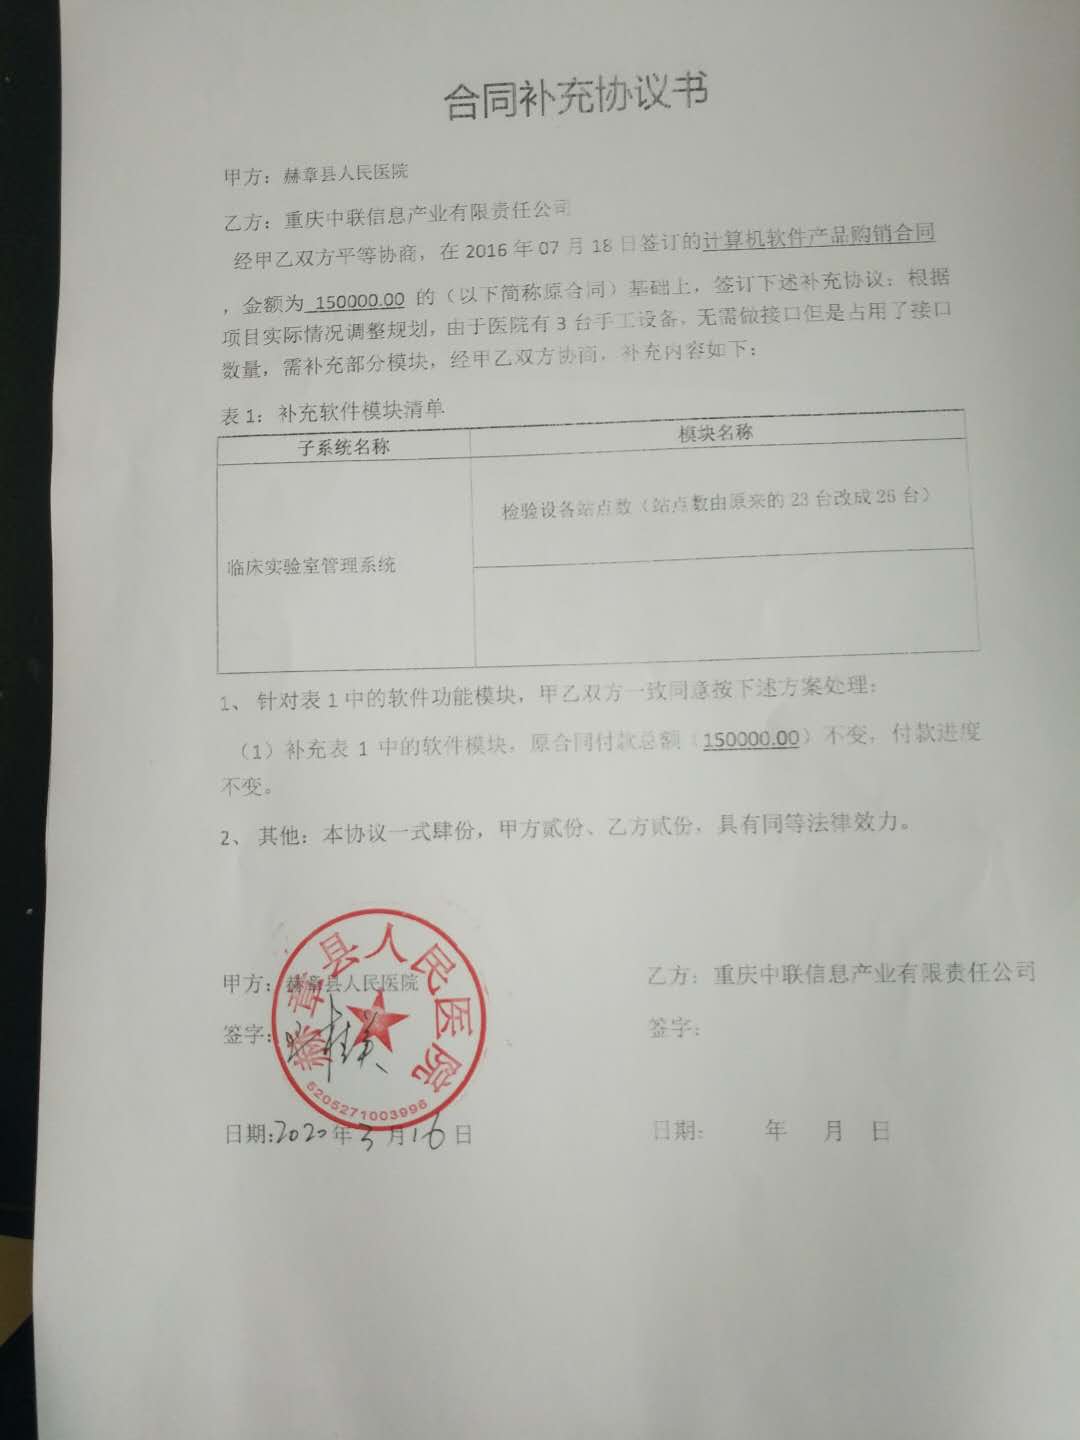 合同补充协议书
甲方：赫章县人民医院
乙方：重庆中联信息产业有限责任公司
经甲乙双方平等协商，在 2016 年 07 月 18 日签订的计算机软件产品购销合同
，金额为 150000.00 的（以下简称原合同）基础上，签订下述补充协议：根据
项目实际情况调整规划，由于医院有 3 台手工设备，无需做接口但是占用了接口
数量，需补充部分模块，经甲乙双方协商，补充内容如下：
表 1：补充软件模块清单
子系统名称 模块名称
检验设备站点数（站点数由原来的 23 台改成 26 台）
临床实验室管理系统
1、 针对表 1 中的软件功能模块，甲乙双方一致同意按下述方案处理：
（1）补充表 1 中的软件模块，原合同付款总额（150000.00）不变，付款进度
不变。
2、 其他：本协议一式肆份，甲方贰份、乙方贰份，具有同等法律效力。
甲方：赫章县人民医院 乙方：重庆中联信息产业有限责任公司
签字： 签字：
赫章县人民医院
5205271003996
日期:2020年 3 月16日 日期： 年 月 日